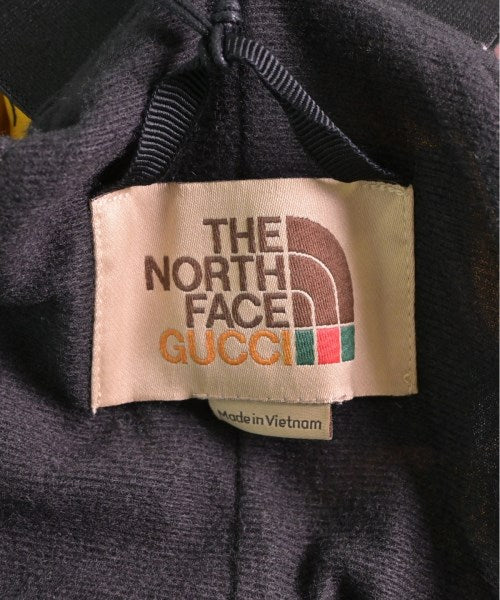 THE
NORTH
FACE
GUCCI
Made in Vietnam